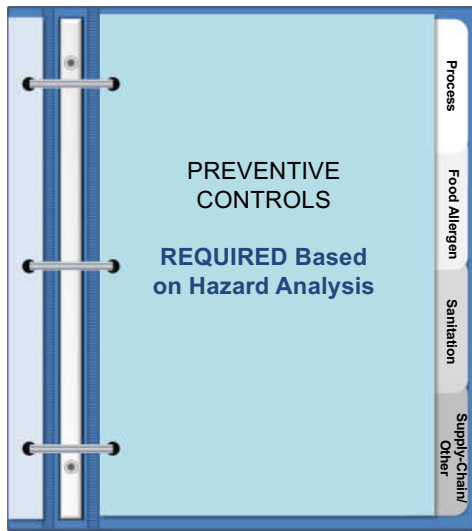 PREVENTIVE
CONTROLS
REQUIRED Based
on Hazard Analysis
Process
Food Allergen
Sanitation
Supply-Chain/
Other